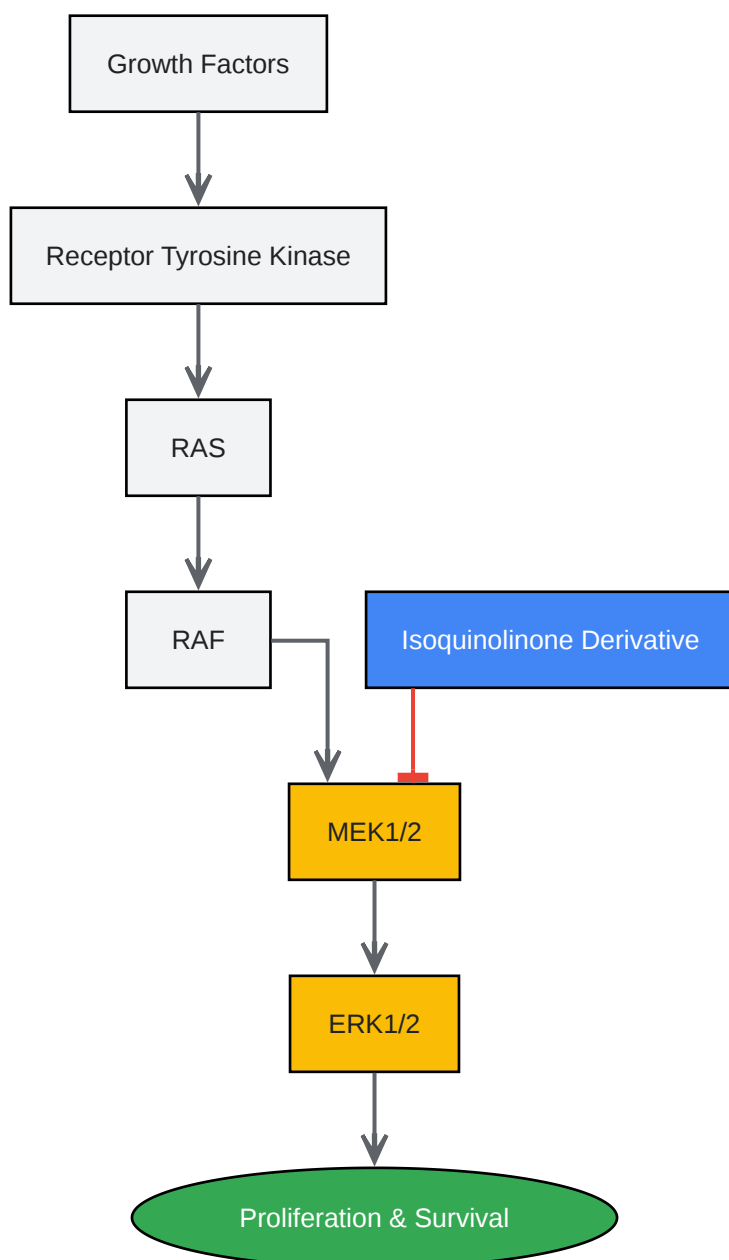 Growth Factors
Receptor Tyrosine Kinase
RAS
RAF
Isoquinolinone Derivative
MEK1/2
ERK1/2
Proliferation & Survival